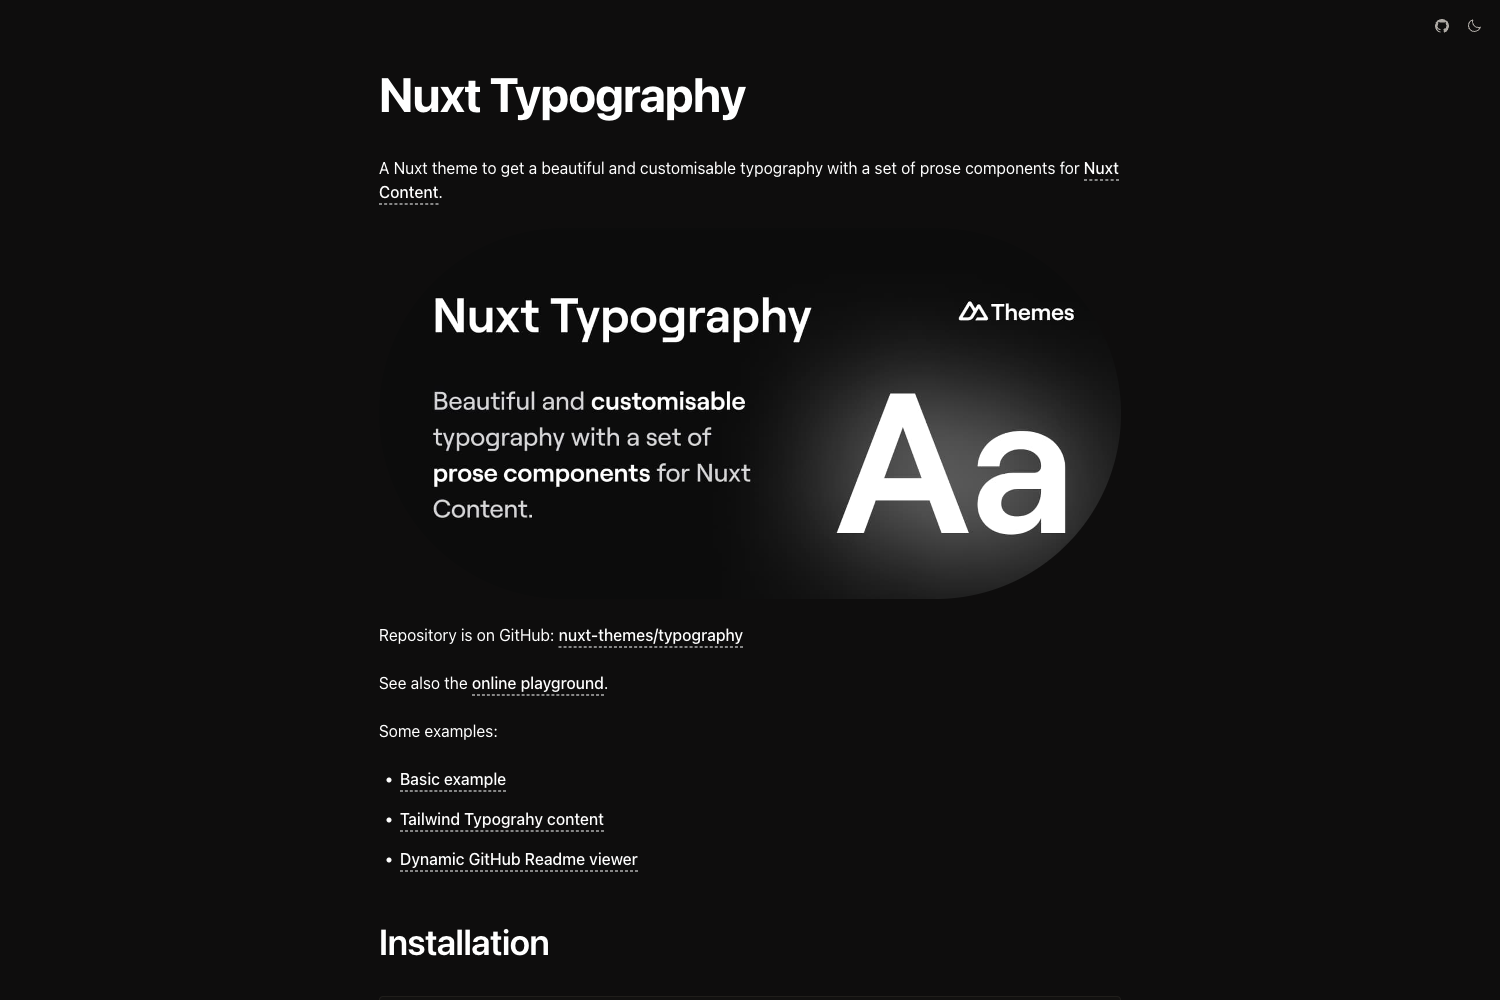 Nuxt Typography
A Nuxt theme to get a beautiful and customisable typography with a set of prose components for Nuxt
Content.
Nuxt Typography
Themes
Beautiful and customisable
typography with a set of
prose components for Nuxt
Content.
Aa
Repository is on GitHub: nuxt-themes/typography
See also the online playground.
Some examples:
• Basic example
• Tailwind Typograhy content
• Dynamic GitHub Readme viewer
Installation